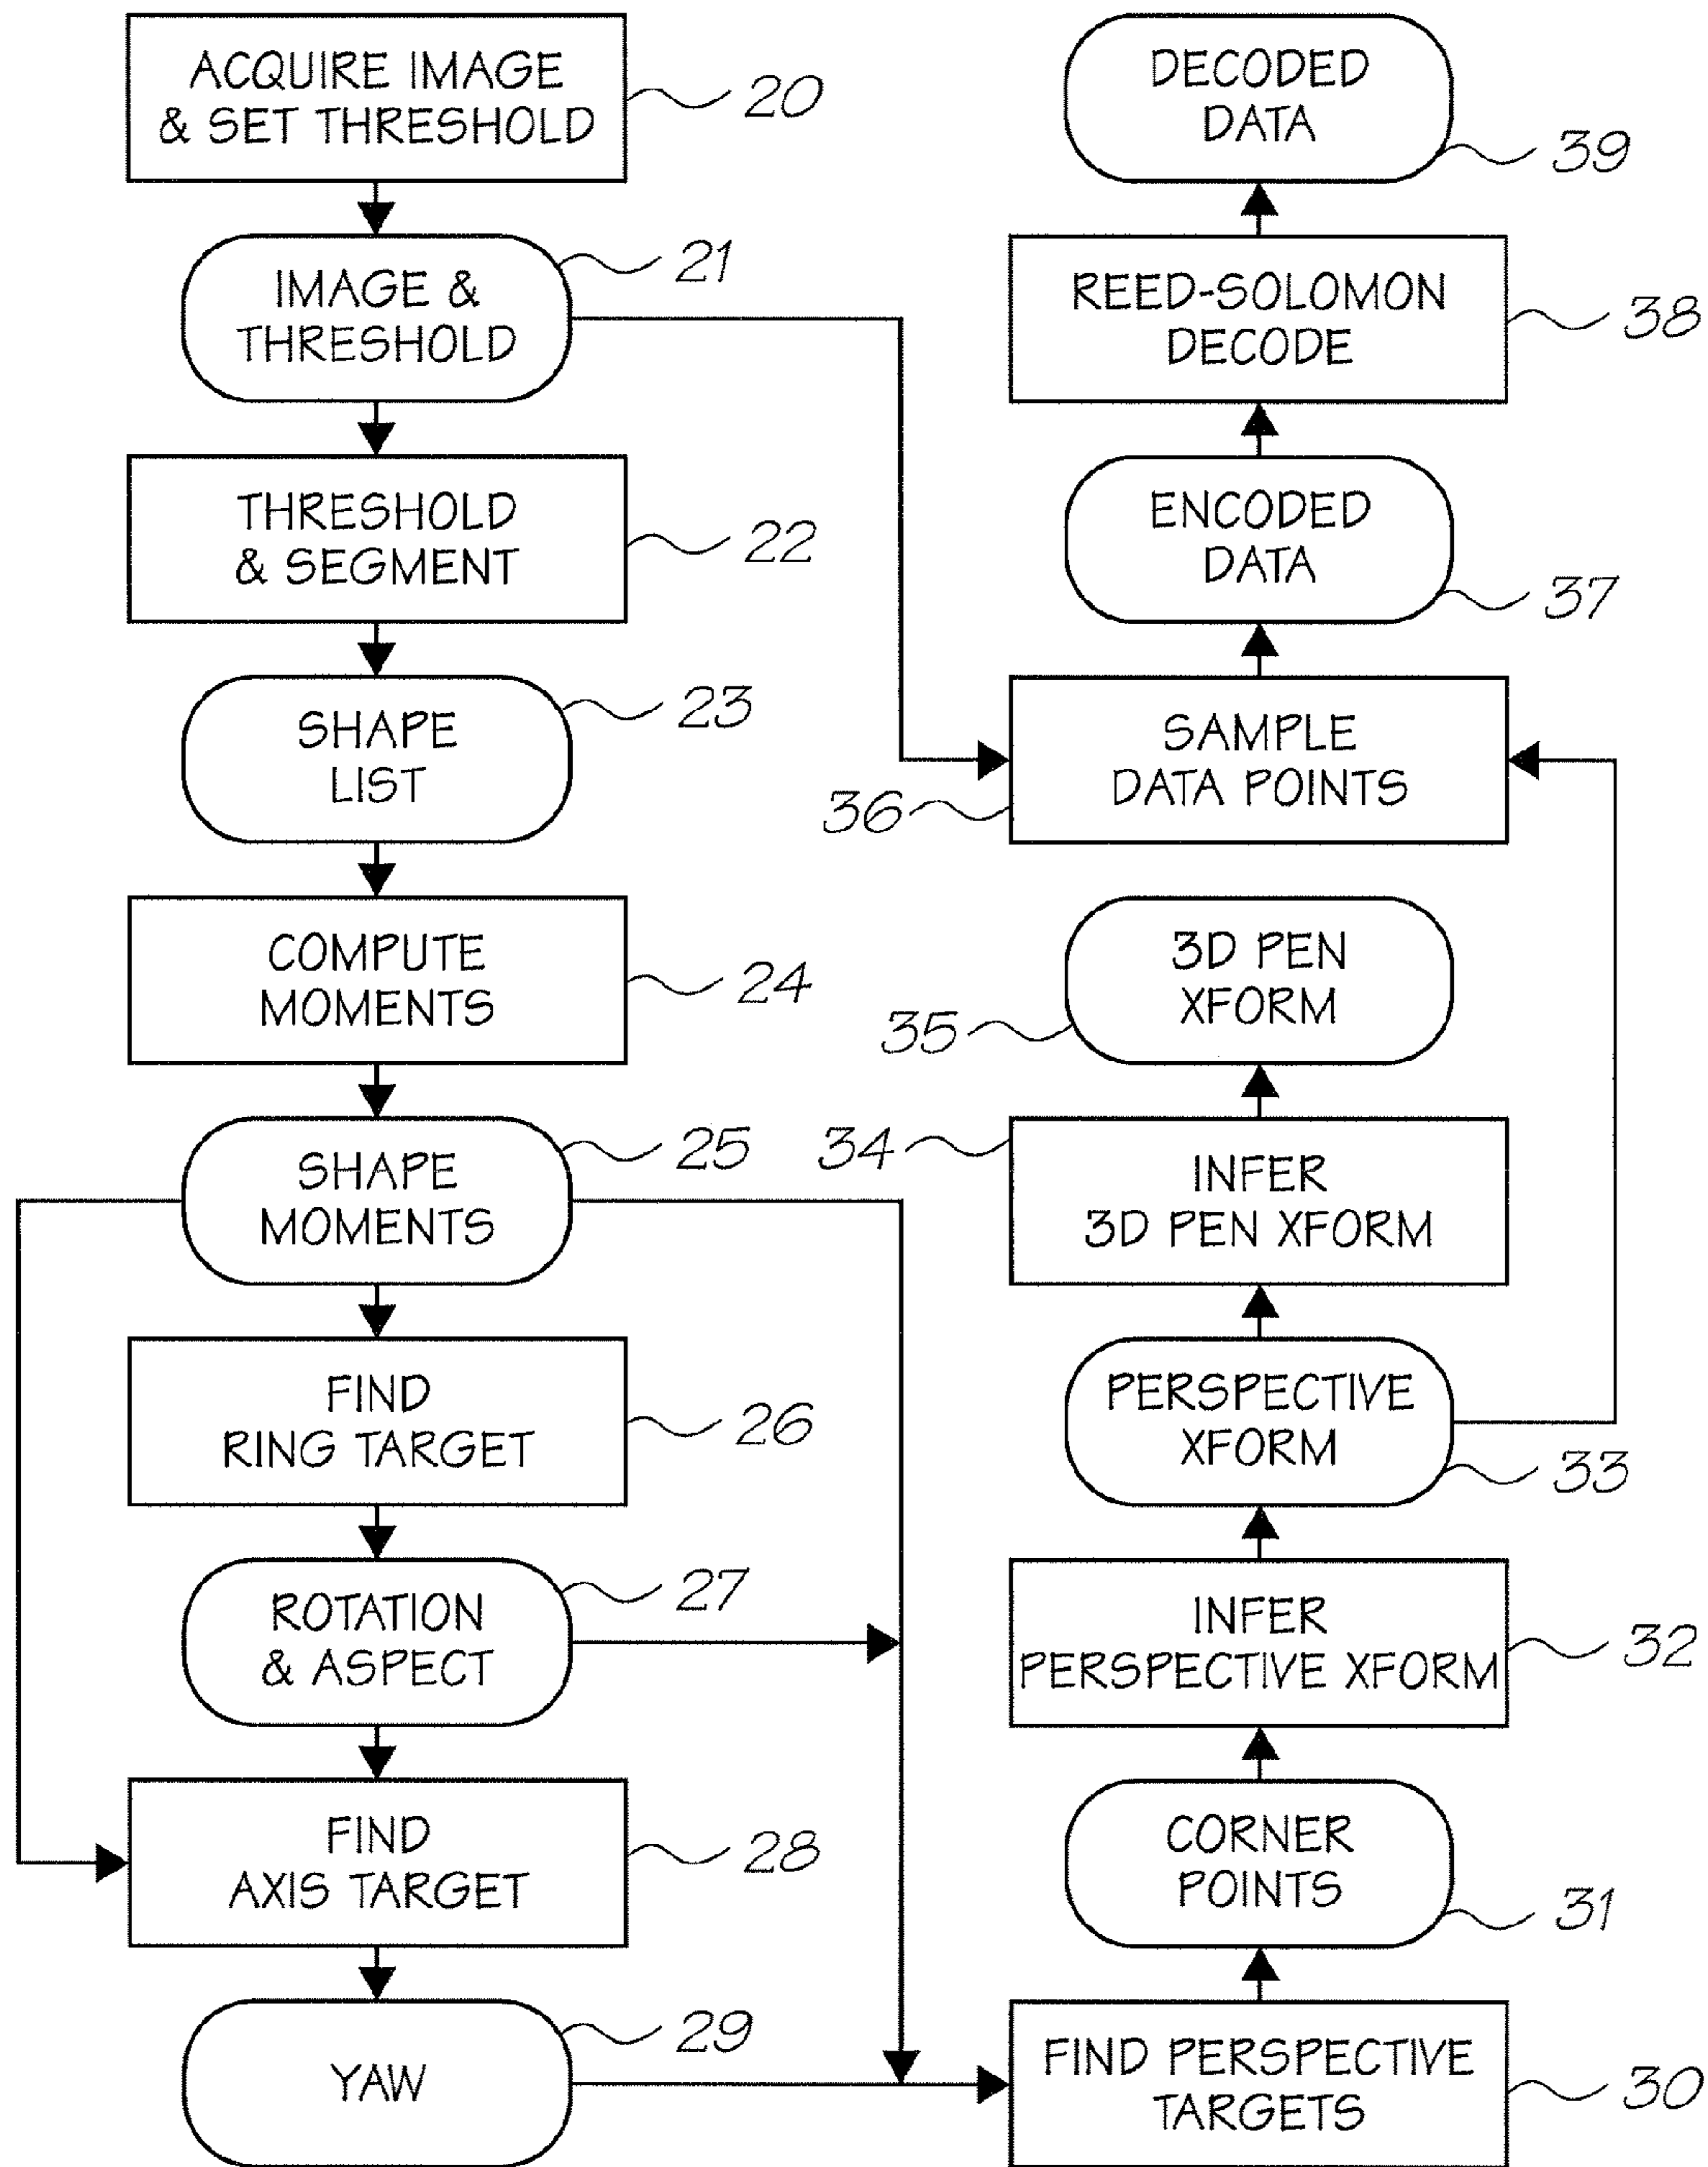 ACQUIRE IMAGE
& SET THRESHOLD
20
IMAGE &
THRESHOLD
21
THRESHOLD
& SEGMENT
22
SHAPE
LIST
23
COMPUTE
MOMENTS
24
SHAPE
MOMENTS
25
FIND
RING TARGET
26
ROTATION
& ASPECT
27
FIND
AXIS TARGET
28
YAW
29
DECODED
DATA
39
REED-SOLOMON
DECODE
38
ENCODED
DATA
37
SAMPLE
DATA POINTS
36
3D PEN
XFORM
35
INFER
3D PEN XFORM
34
PERSPECTIVE
XFORM
33
INFER
PERSPECTIVE XFORM
32
CORNER
POINTS
31
FIND PERSPECTIVE
TARGETS
30